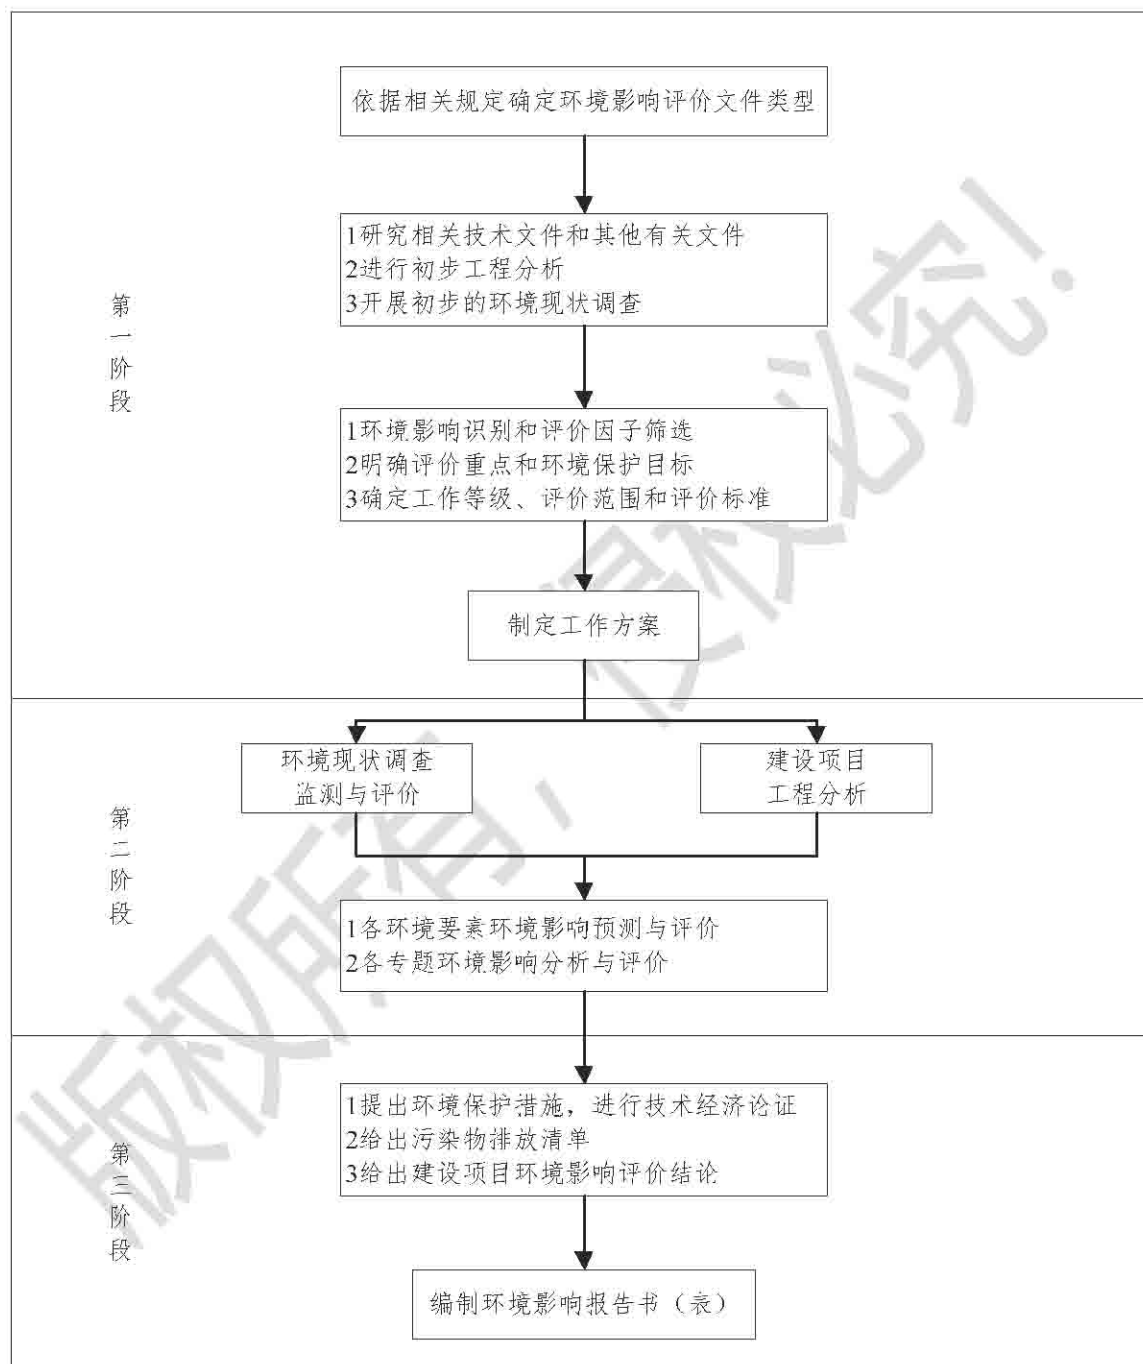 依据相关规定确定环境影响评价文件类型
1研究相关技术文件和其他有关文件
2进行初步工程分析
3开展初步的环境现状调查
第一阶段
1环境影响识别和评价因子筛选
2明确评价重点和环境保护目标
3确定工作等级、评价范围和评价标准
制定工作方案
环境现状调查
监测与评价
建设项目
工程分析
第二阶段
1各环境要素环境影响预测与评价
2各专题环境影响分析与评价
1提出环境保护措施，进行技术经济论证
2给出污染物排放清单
3给出建设项目环境影响评价结论
第三阶段
编制环境影响报告书（表）
版权所有，侵权必究！